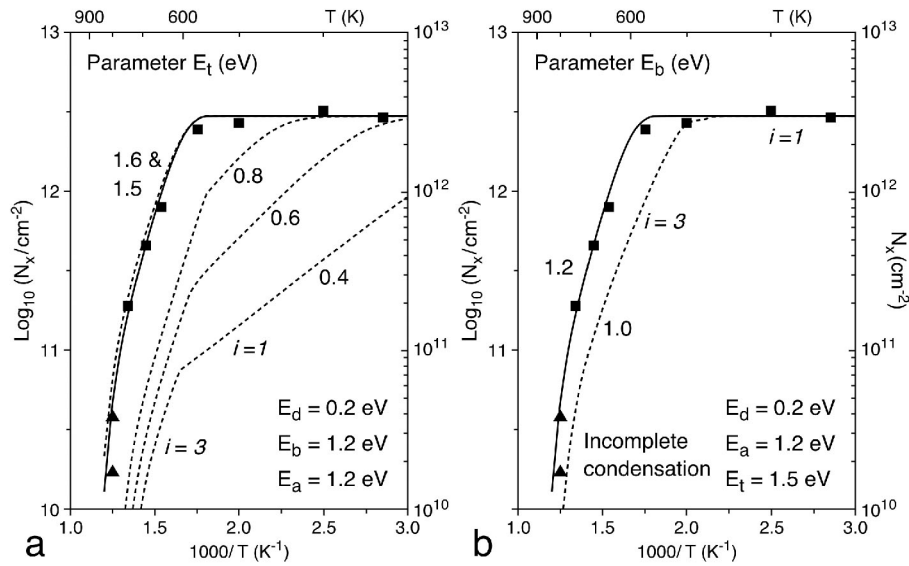 900 600 T (K)
13
Parameter E_t (eV)
10^13
1.6 &
1.5
0.8
12
10^12
0.6
0.4
Log_10 (N_x/cm^-2)
i=1
11
10^11
E_d = 0.2 eV
i=3
E_b = 1.2 eV
E_a = 1.2 eV
10
10^10
1.0 1.5 2.0 2.5 3.0
a
1000/T (K^-1)
900 600 T (K)
13
Parameter E_b (eV)
10^13
i=1
12
10^12
i=3
1.2
Log_10 (N_x/cm^-2)
N_x(cm^-2)
1.0
11
10^11
E_d = 0.2 eV
Incomplete
condensation
E_a = 1.2 eV
E_t = 1.5 eV
10
10^10
1.0 1.5 2.0 2.5 3.0
b
1000/T (K^-1)